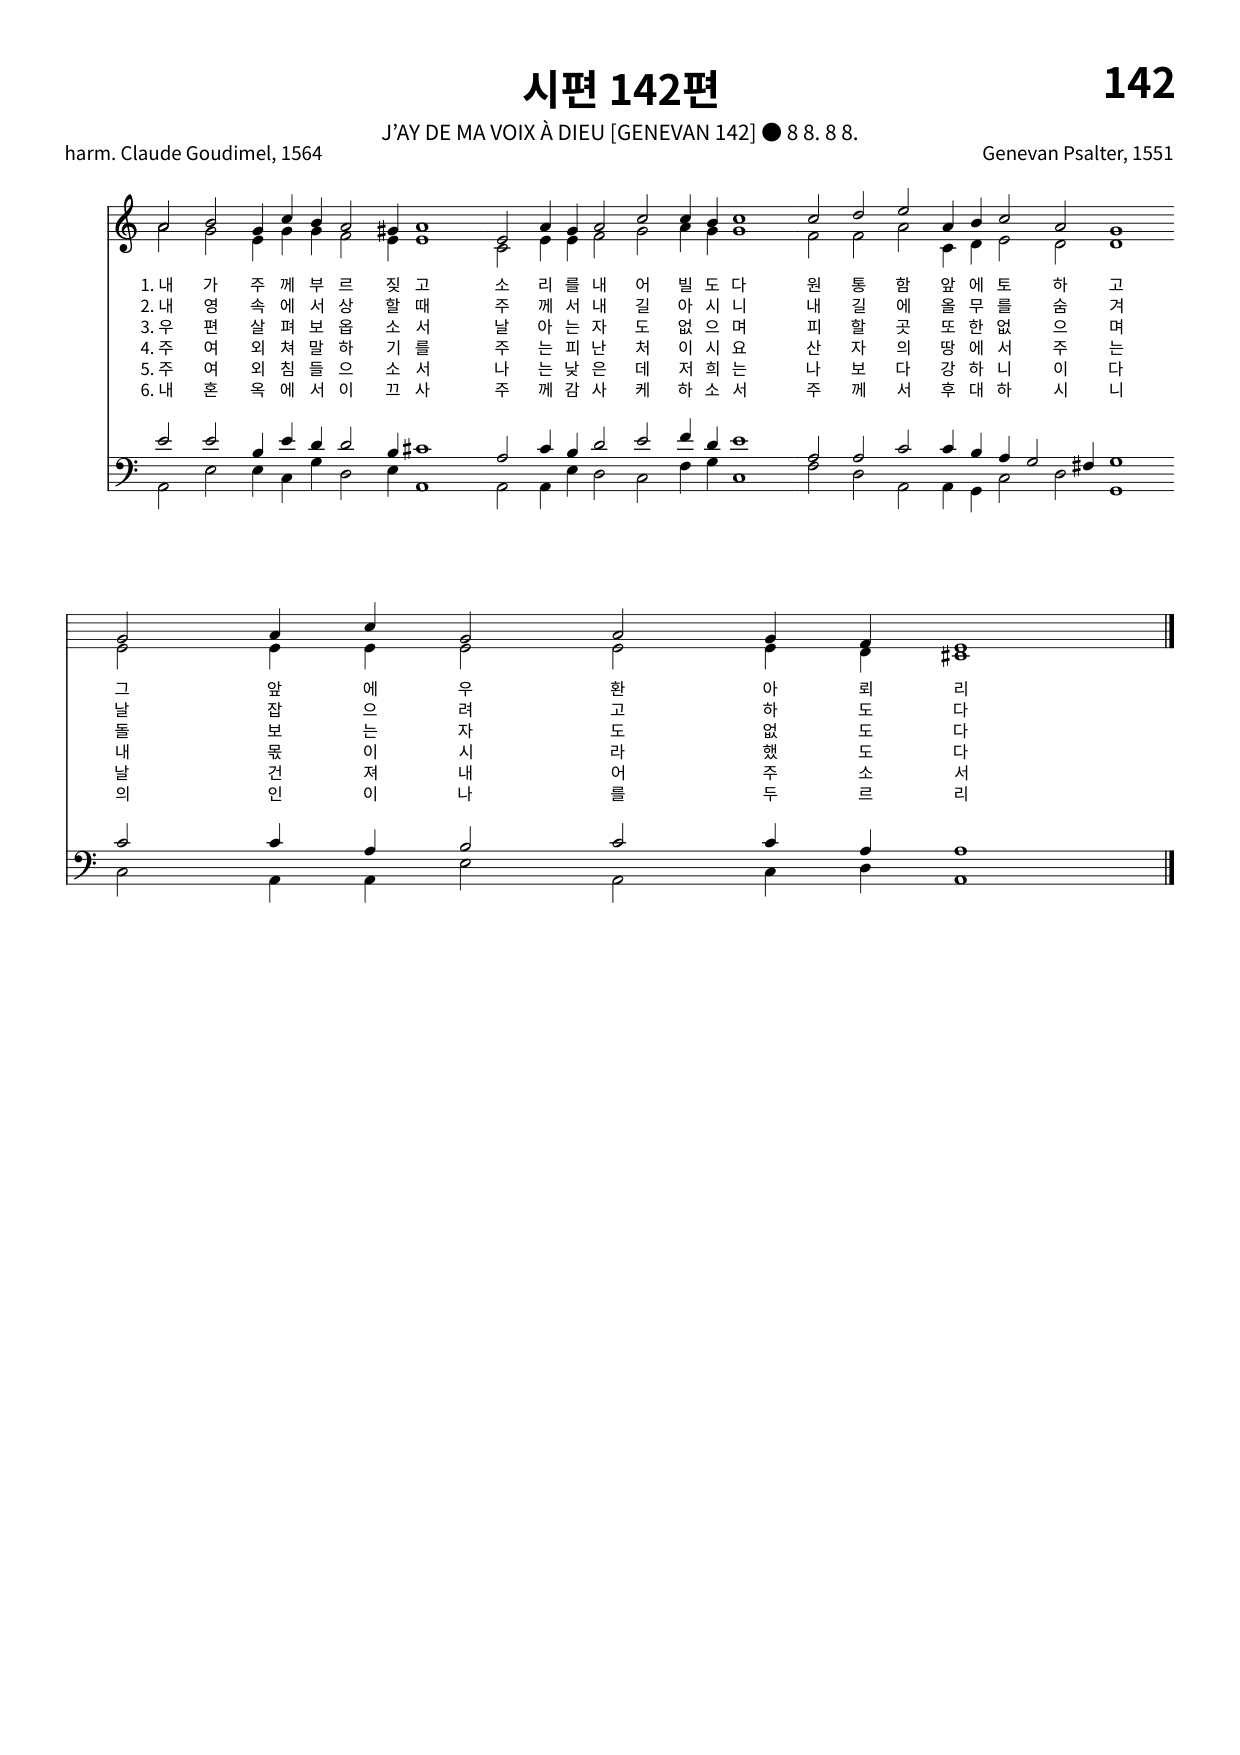 시편 142편
142
J’AY DE MA VOIX À DIEU [GENEVAN 142] ● 8 8. 8 8.
harm. Claude Goudimel, 1564
Genevan Psalter, 1551
1. 내 가 주 께 부 르 짖 고 소 리 를 내 어 빌 도 다 원 통 함 앞 에 토 하 고
2. 내 영 속 에 서 상 할 때 주 께 서 내 길 아 시 니 내 길 에 올 무 를 숨 겨
3. 우 편 살 펴 보 옵 소 서 날 아 는 자 도 없 으 며 피 할 곳 또 한 없 으 며
4. 주 여 외 쳐 말 하 기 를 주 는 피 난 처 이 시 요 산 자 의 땅 에 서 주 는
5. 주 여 외 침 들 으 소 서 나 는 낮 은 데 저 희 는 나 보 다 강 하 니 이 다
6. 내 혼 옥 에 서 이 끄 사 주 께 감 사 케 하 소 서 주 께 서 후 대 하 시 니
그 앞 에 우 환 아 뢰 리
날 잡 으 려 고 하 도 다
돌 보 는 자 도 없 도 다
내 몫 이 시 라 했 도 다
날 건 져 내 어 주 소 서
의 인 이 나 를 두 르 리